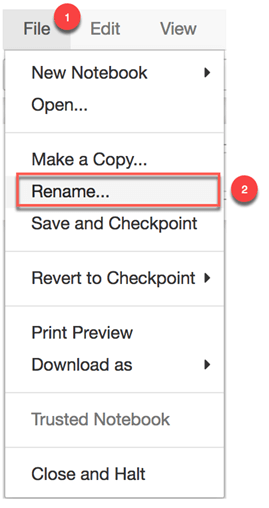 File 1 Edit View
New Notebook
Open...
Make a Copy...
Rename... 2
Save and Checkpoint
Revert to Checkpoint
Print Preview
Download as
Trusted Notebook
Close and Halt